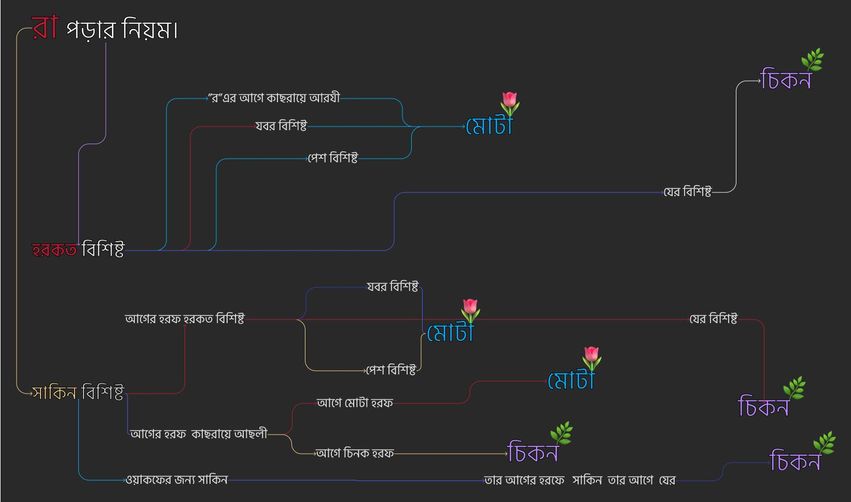 রা পড়ার নিয়ম।
চিকন
"র"এর আগে কাছরায়ে আরযী
যবর বিশিষ্ট
মোটা
পেশ বিশিষ্ট
যের বিশিষ্ট
হরকত বিশিষ্ট
যবর বিশিষ্ট
আগের হরফ হরকত বিশিষ্ট
যের বিশিষ্ট
মোটা
পেশ বিশিষ্ট
মোটা
সাকিন বিশিষ্ট
আগে মোটা হরফ
চিকন
আগের হরফ কাছরায়ে আছলী
আগে চিনক হরফ
চিকন
চিকন
ওয়াকফের জন্য সাকিন
তার আগের হরফে সাকিন তার আগে যের